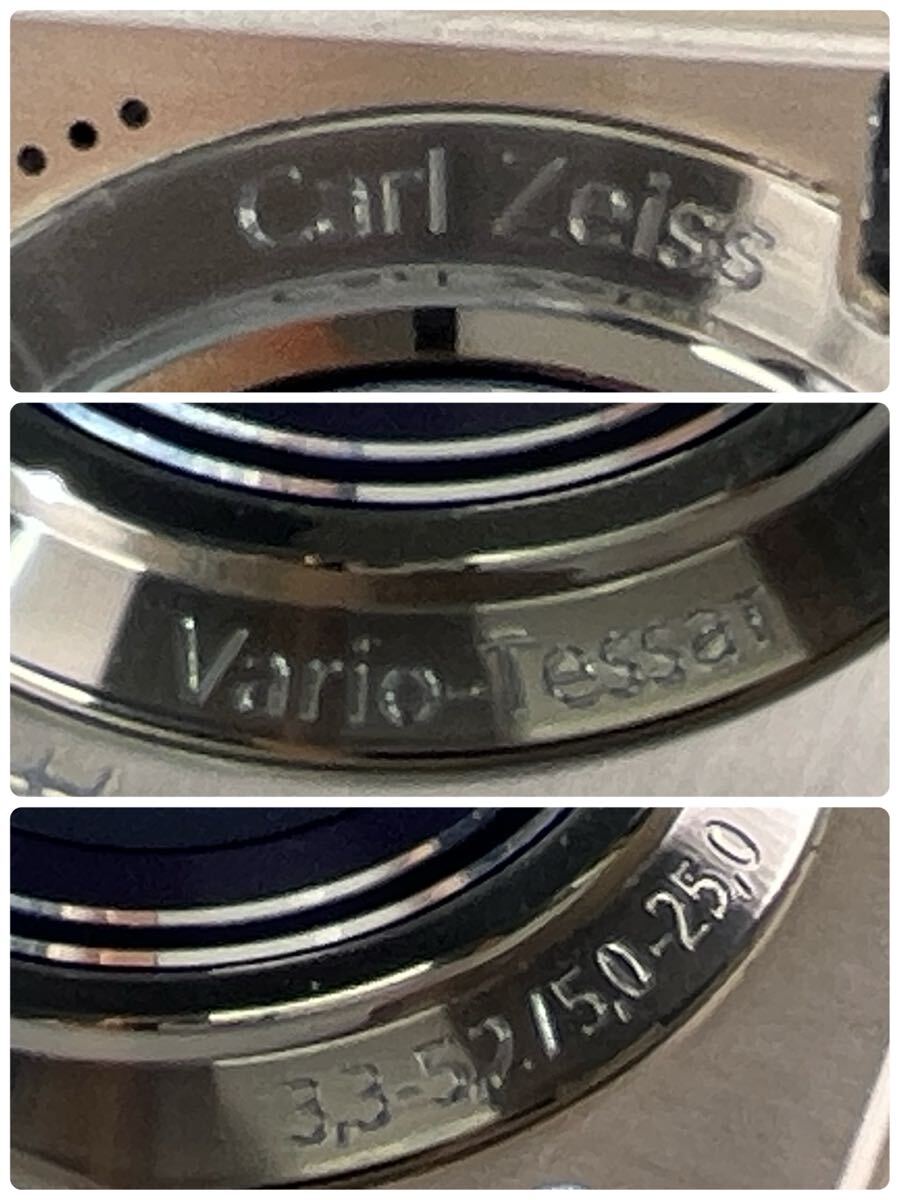 Carl Zeiss
Vario-Tessar
3,3-5,2/5,0-25,0